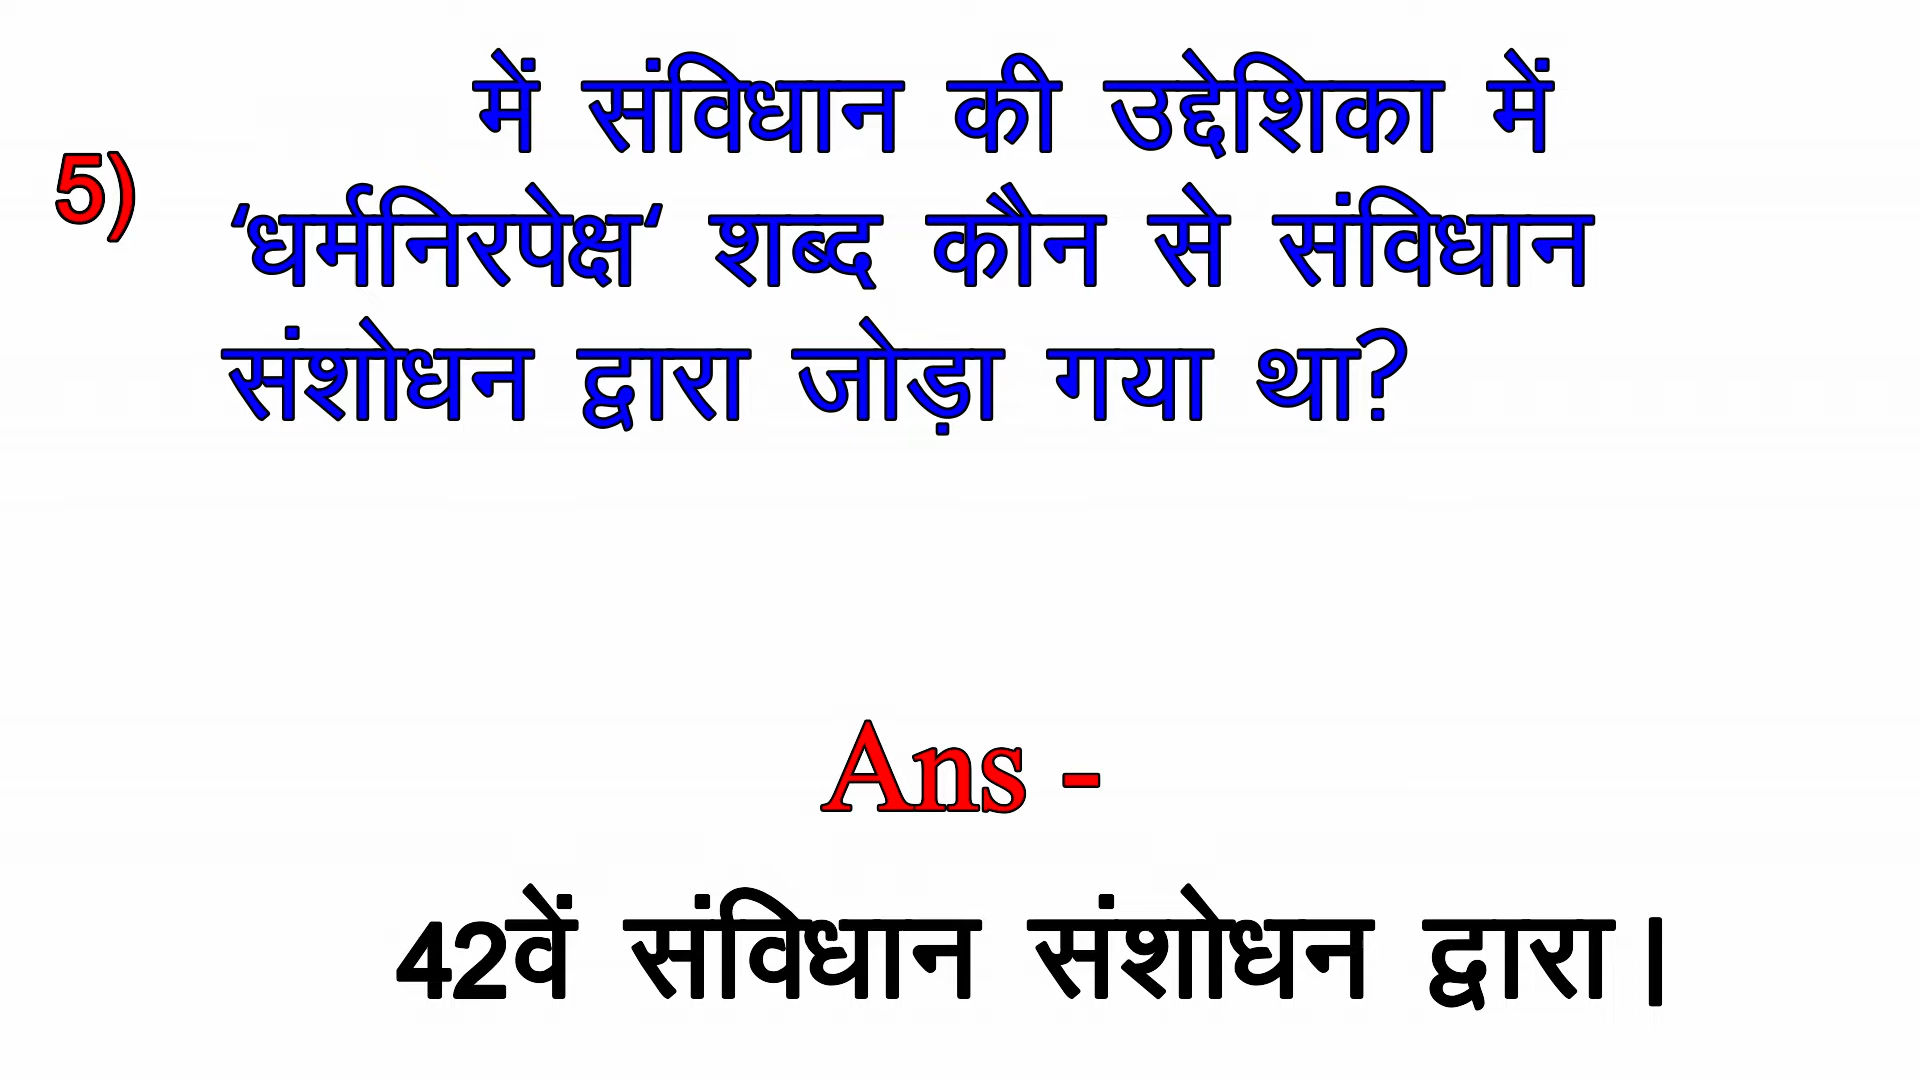 में संविधान की उद्देशिका में
5) ‘धर्मनिरपेक्ष‘ शब्द कौन से संविधान
संशोधन द्वारा जोड़ा गया था?
Ans -
42वें संविधान संशोधन द्वारा|